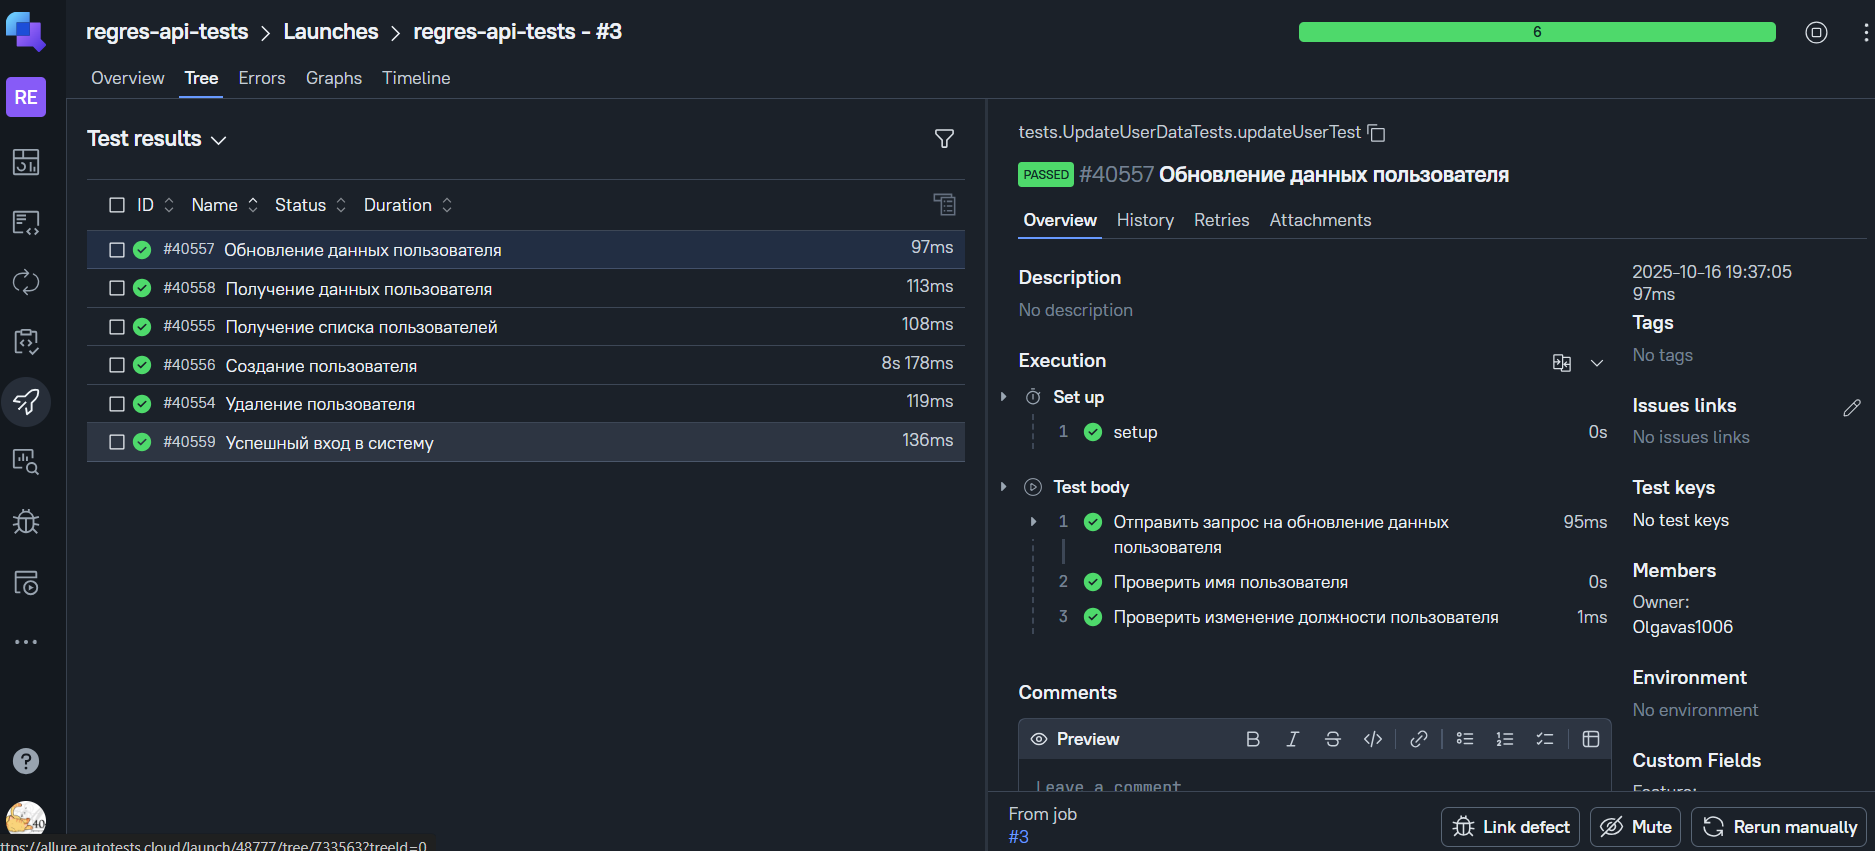 regres-api-tests > Launches > regres-api-tests - #3
6
RE
Overview Tree Errors Graphs Timeline
Test results
ID Name Status Duration
#40557 Обновление данных пользователя 97ms
#40558 Получение данных пользователя 113ms
#40555 Получение списка пользователей 108ms
#40556 Создание пользователя 8s 178ms
#40554 Удаление пользователя 119ms
#40559 Успешный вход в систему 136ms
tests.UpdateUserDataTests.updateUserTest
PASSED #40557 Обновление данных пользователя
Overview History Retries Attachments
Description
No description
Execution
Set up
1 setup 0s
Test body
1 Отправить запрос на обновление данных 95ms
пользователя
2 Проверить имя пользователя 0s
3 Проверить изменение должности пользователя 1ms
Comments
Preview
Leave a comment
2025-10-16 19:37:05
97ms
Tags
No tags
Issues links
No issues links
Test keys
No test keys
Members
Owner:
Olgavas1006
Environment
No environment
Custom Fields
Feature:
From job
#3
Link defect Mute Rerun manually
40
ttps://allure.autotests.cloud/launch/48777/tree/733563?treeId=0